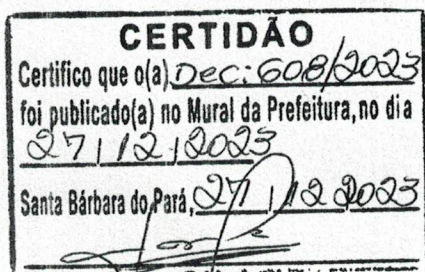 CERTIDÃO
Certifico que o(a) Dec: 608/2023
foi publicado(a) no Mural da Prefeitura, no dia
27/12/2023
Santa Bárbara do Pará, 27/12 2023